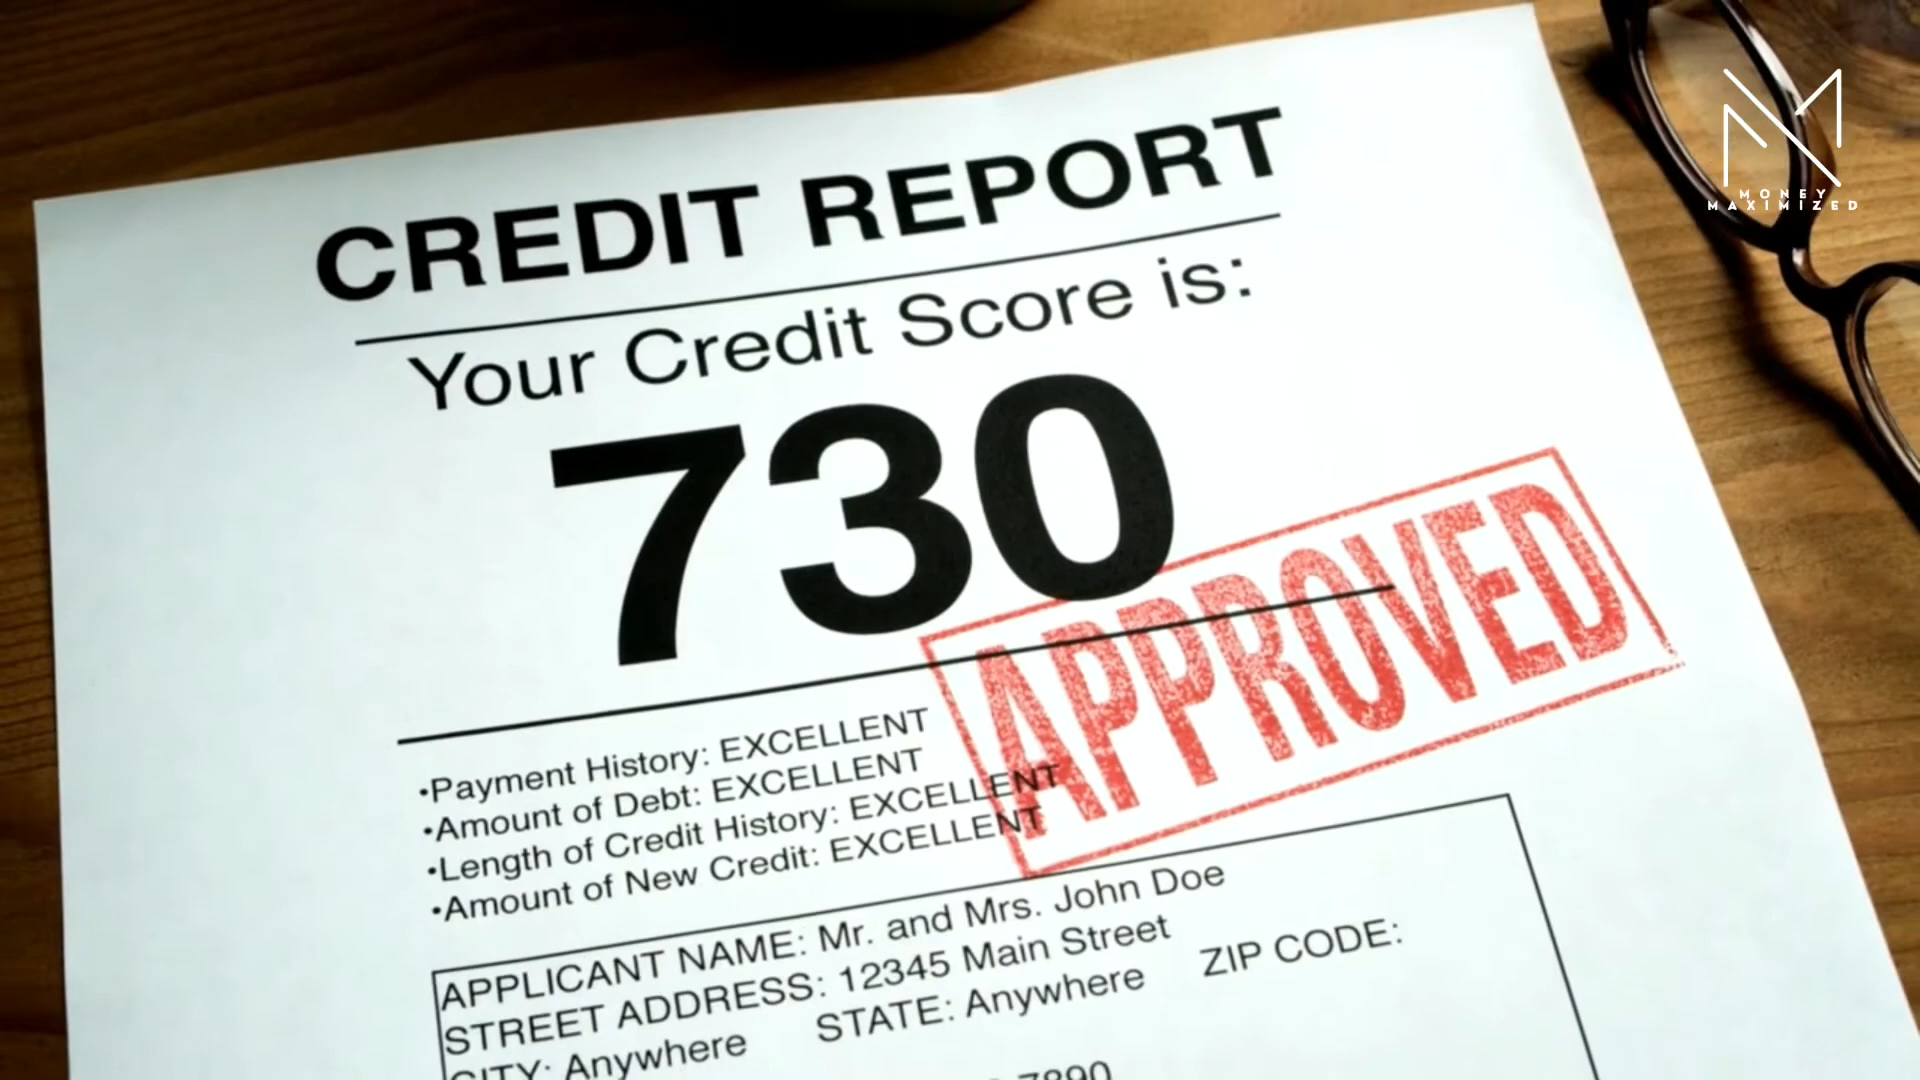 CREDIT REPORT
Your Credit Score is:
730
APPROVED
•Payment History: EXCELLENT
•Amount of Debt: EXCELLENT
•Length of Credit History: EXCELLENT
•Amount of New Credit: EXCELLENT
APPLICANT NAME: Mr. and Mrs. John Doe
STREET ADDRESS: 12345 Main Street
CITY: Anywhere STATE: Anywhere ZIP CODE:
7890
MONEY
MAXIMIZED